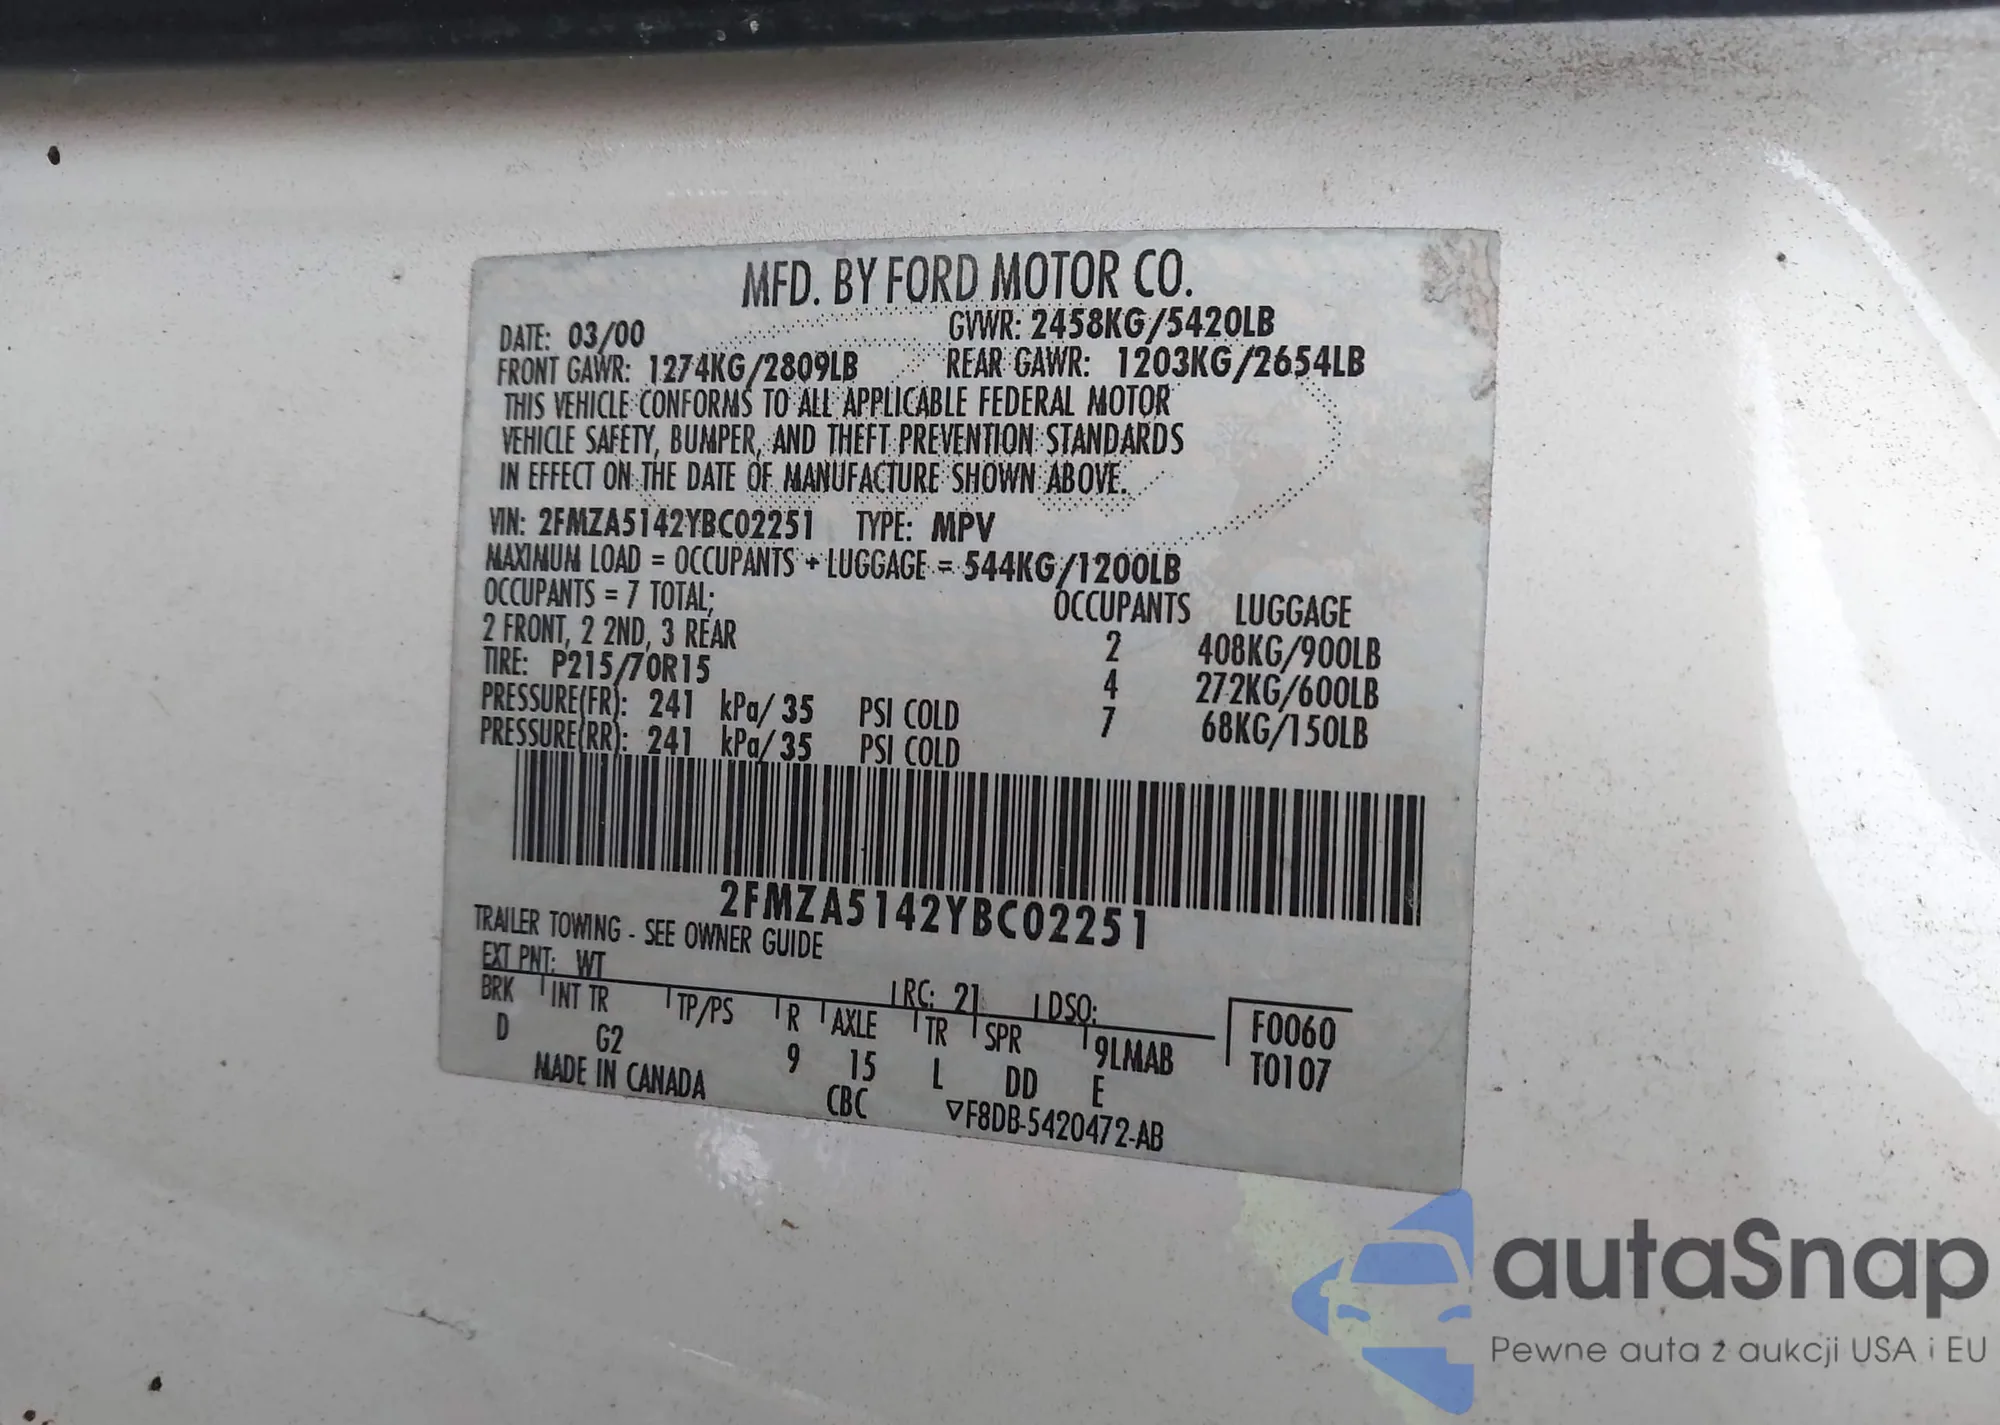 MFD. BY FORD MOTOR CO.
DATE: 03/00 GVWR: 2458KG/5420LB
FRONT GAWR: 1274KG/2809LB REAR GAWR: 1203KG/2654LB
THIS VEHICLE CONFORMS TO ALL APPLICABLE FEDERAL MOTOR
VEHICLE SAFETY, BUMPER, AND THEFT PREVENTION STANDARDS
IN EFFECT ON THE DATE OF MANUFACTURE SHOWN ABOVE.
VIN: 2FMZA5142YBC02251 TYPE: MPV
MAXIMUM LOAD = OCCUPANTS + LUGGAGE = 544KG/1200LB
OCCUPANTS = 7 TOTAL; OCCUPANTS LUGGAGE
2 FRONT, 2 2ND, 3 REAR 2 408KG/900LB
TIRE: P215/70R15 4 272KG/600LB
PRESSURE(FR): 241 kPa/ 35 PSI COLD 7 68KG/150LB
PRESSURE(RR): 241 kPa/ 35 PSI COLD
2FMZA5142YBC02251
TRAILER TOWING - SEE OWNER GUIDE
EXT PNT: WT RC: 21 DSO: F0060
BRK INT TR TP/PS R AXLE TR SPR 9LMAB T0107
D G2 9 15 L DD E
MADE IN CANADA CBC ▽F8DB-5420472-AB
autaSnap
Pewne auta z aukcji USA i EU